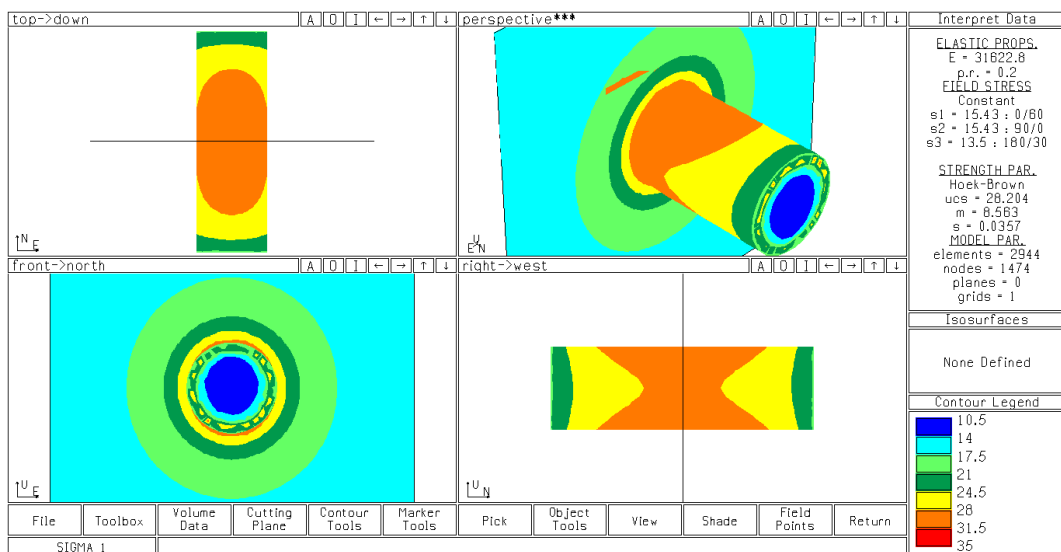 top->down A O I ← → ↑ ↓
perspective*** A O I ← → ↑ ↓
Interpret Data
ELASTIC PROPS.
E = 31622.8
p.r. = 0.2
FIELD STRESS
Constant
s1 = 15.43 : 0/60
s2 = 15.43 : 90/0
s3 = 13.5 : 180/30
STRENGTH PAR.
Hoek-Brown
ucs = 28.204
m = 8.563
s = 0.0357
MODEL PAR.
elements = 2944
nodes = 1474
planes = 0
grids = 1
N E
U E N
front->north A O I ← → ↑ ↓
right->west A O I ← → ↑ ↓
U E
U N
Isosurfaces
None Defined
Contour Legend
10.5
14
17.5
21
24.5
28
31.5
35
File
Toolbox
Volume
Data
Cutting
Plane
Contour
Tools
Marker
Tools
Pick
Object
Tools
View
Shade
Field
Points
Return
SIGMA 1